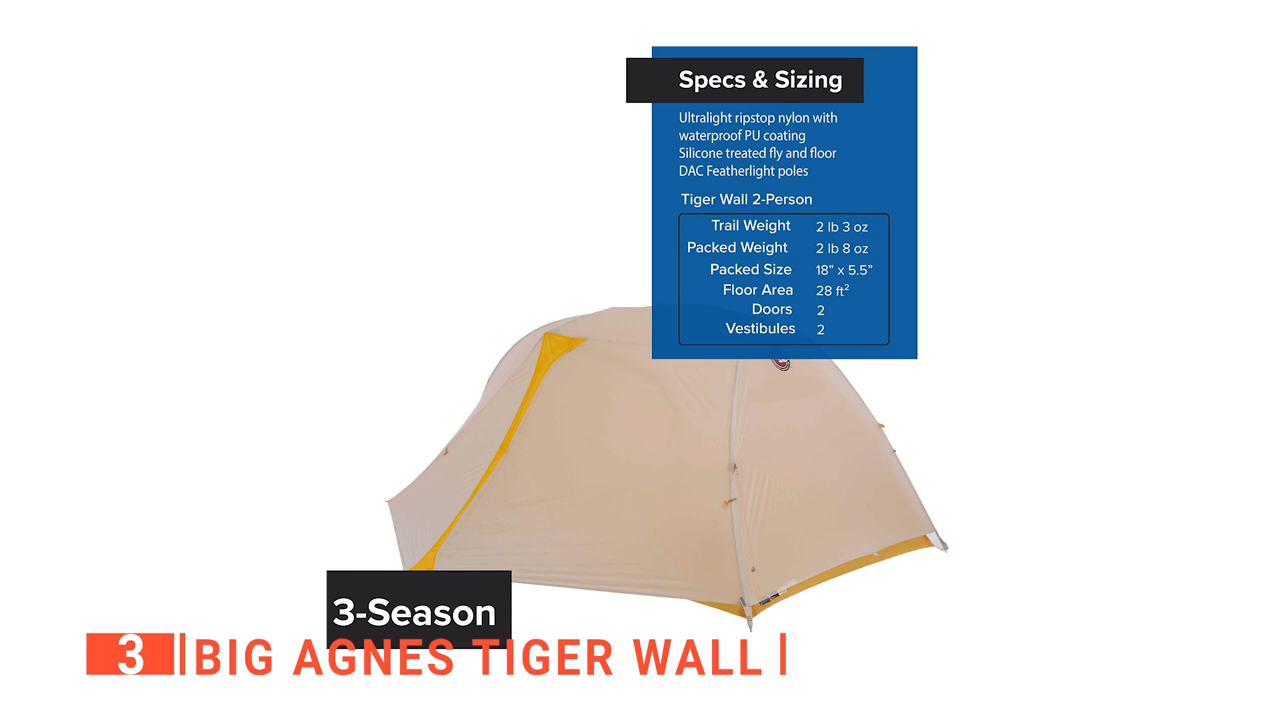 Specs & Sizing
Ultralight ripstop nylon with
waterproof PU coating
Silicone treated fly and floor
DAC Featherlight poles
Tiger Wall 2-Person
Trail Weight 2 lb 3 oz
Packed Weight 2 lb 8 oz
Packed Size 18” x 5.5”
Floor Area 28 ft²
Doors 2
Vestibules 2
3-Season
3 BIG AGNES TIGER WALL